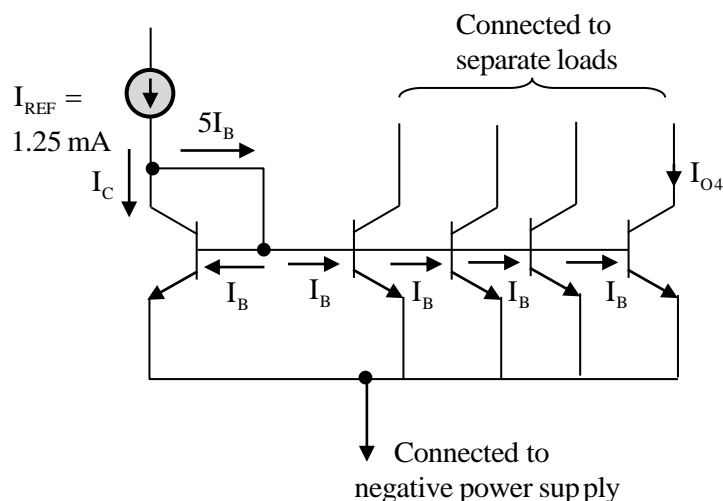 Connected to
separate loads
I_REF =
1.25 mA
5I_B
I_C
I_O4
I_B
I_B
I_B
I_B
I_B
Connected to
negative power supply